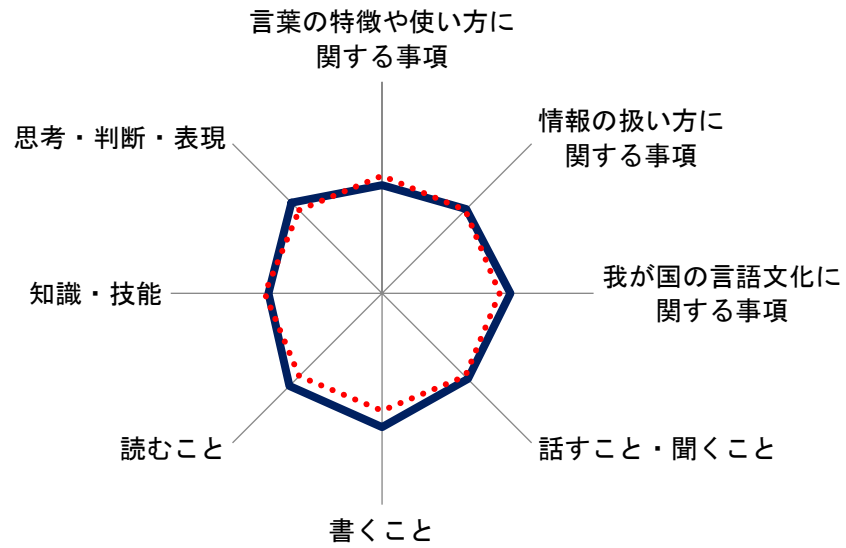 言葉の特徴や使い方に
関する事項
情報の扱い方に
関する事項
我が国の言語文化に
関する事項
話すこと・聞くこと
書くこと
読むこと
知識・技能
思考・判断・表現